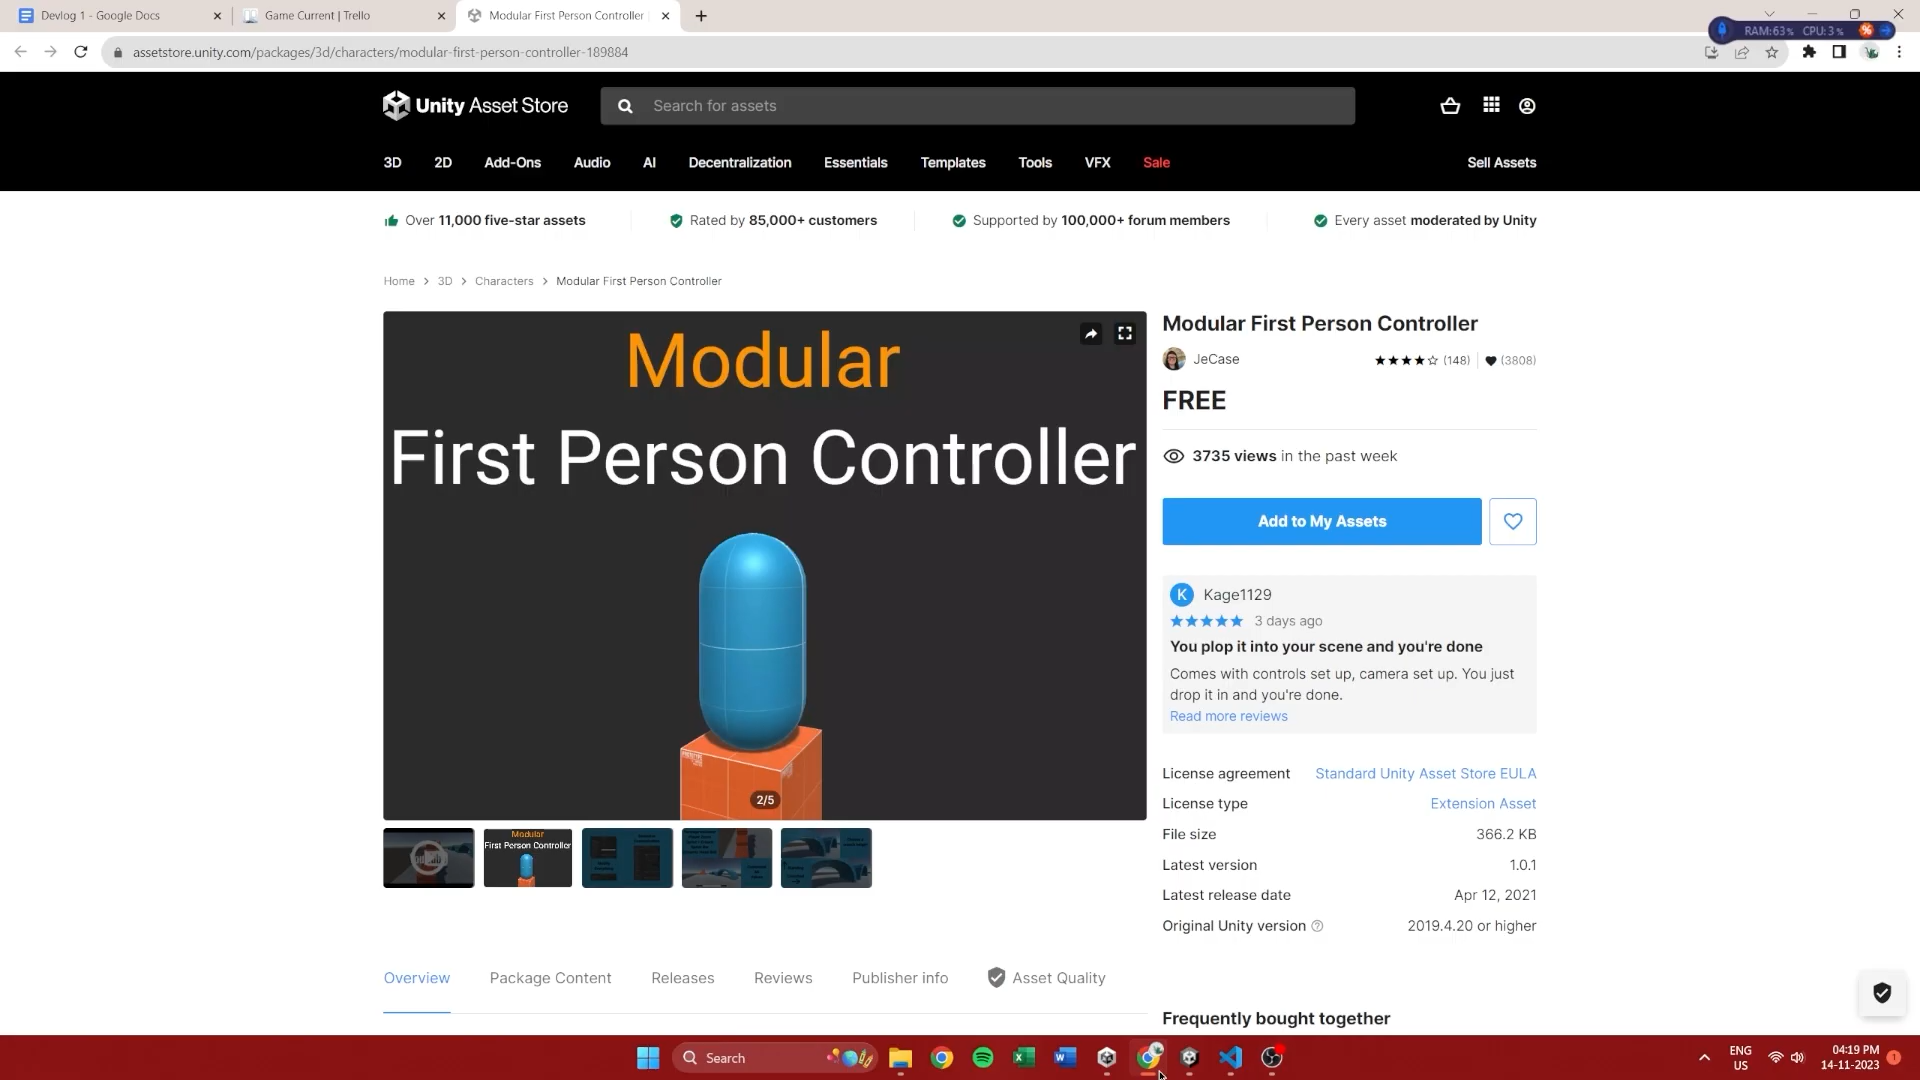 Devlog 1 - Google Docs
Game Current | Trello
Modular First Person Controller
RAM:63% CPU:3%
assetstore.unity.com/packages/3d/characters/modular-first-person-controller-189884
Unity Asset Store
Search for assets
3D 2D Add-Ons Audio AI Decentralization Essentials Templates Tools VFX Sale Sell Assets
Over 11,000 five-star assets
Rated by 85,000+ customers
Supported by 100,000+ forum members
Every asset moderated by Unity
Home > 3D > Characters > Modular First Person Controller
Modular
First Person Controller
2/5
Modular
First Person Controller
Modular First Person Controller
JeCase
(148)
(3808)
FREE
3735 views in the past week
Add to My Assets
K Kage1129
3 days ago
You plop it into your scene and you're done
Comes with controls set up, camera set up. You just
drop it in and you're done.
Read more reviews
License agreement Standard Unity Asset Store EULA
License type Extension Asset
File size 366.2 KB
Latest version 1.0.1
Latest release date Apr 12, 2021
Original Unity version 2019.4.20 or higher
Overview Package Content Releases Reviews Publisher info Asset Quality
Frequently bought together
Search
ENG
US
04:19 PM
14-11-2023
1